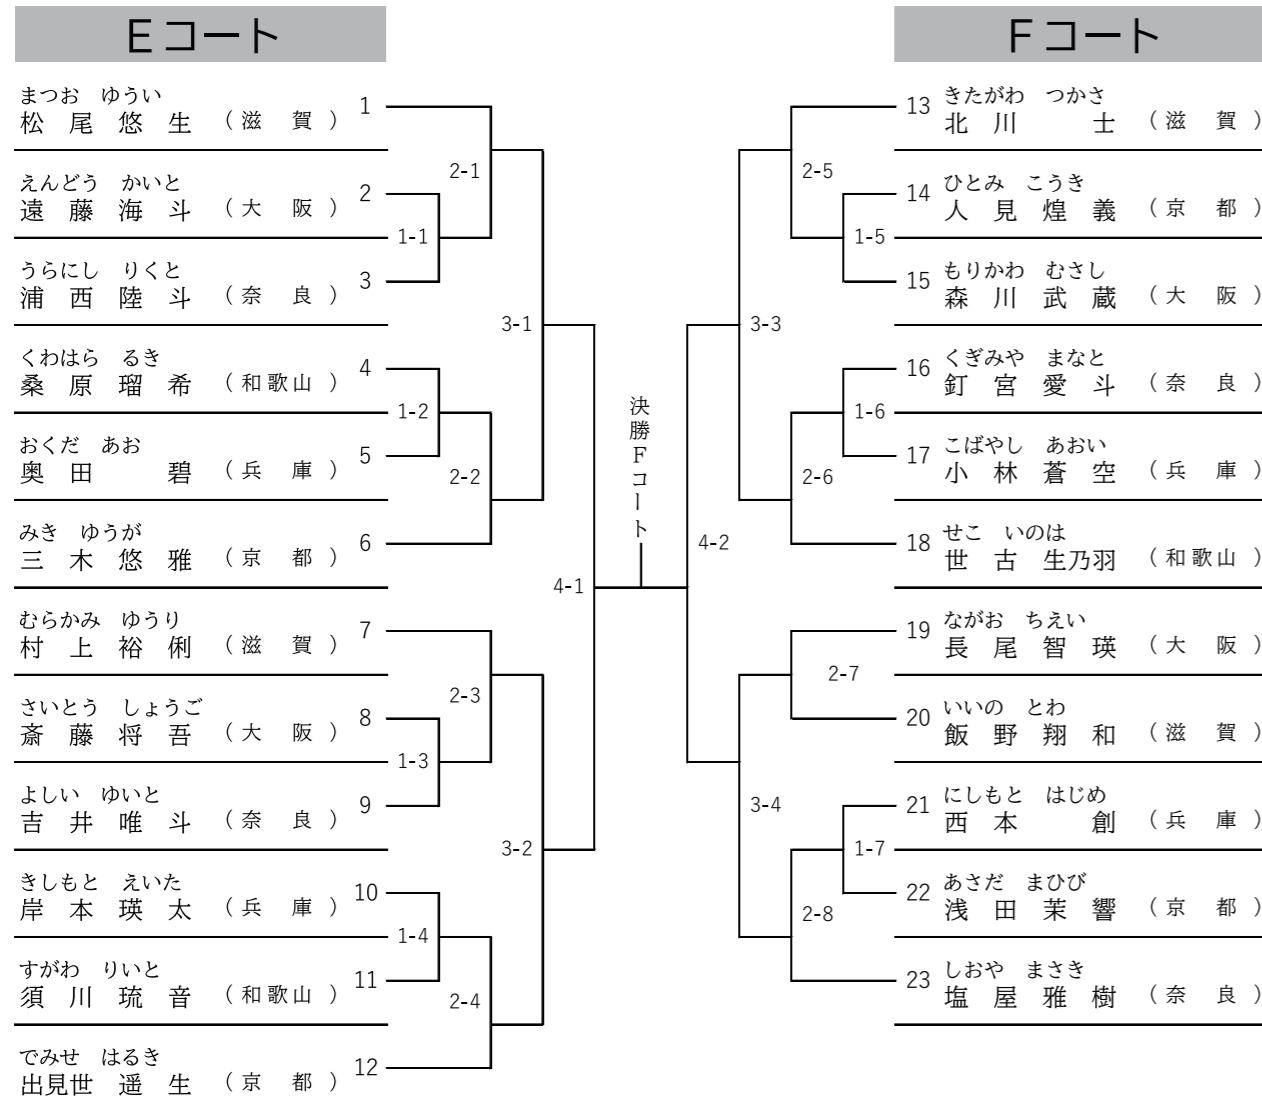 Eコート
まつお ゆうい
松尾悠生 (滋賀) 1
えんどう かいと
遠藤海斗 (大阪) 2
うらにし りくと
浦西陸斗 (奈良) 3
くわはら るき
桑原瑠希 (和歌山) 4
おくだ あお
奥田 碧 (兵庫) 5
みき ゆうが
三木悠雅 (京都) 6
むらかみ ゆうり
村上裕俐 (滋賀) 7
さいとう しょうご
斎藤将吾 (大阪) 8
よしい ゆいと
吉井唯斗 (奈良) 9
きしもと えいた
岸本瑛太 (兵庫) 10
すがわ りいと
須川琉音 (和歌山) 11
でみせ はるき
出見世 遥生 (京都) 12
1-1
1-2
1-3
1-4
2-1
2-2
2-3
2-4
3-1
3-2
4-1
決勝Fコート
4-2
3-3
3-4
2-5
2-6
2-7
2-8
1-5
1-6
1-7
Fコート
きたがわ つかさ
13 北川 士 (滋賀)
ひとみ こうき
14 人見煌義 (京都)
もりかわ むさし
15 森川武蔵 (大阪)
くぎみや まなと
16 釘宮愛斗 (奈良)
こばやし あおい
17 小林蒼空 (兵庫)
せこ いのは
18 世古 生乃羽 (和歌山)
ながお ちえい
19 長尾智瑛 (大阪)
いいの とわ
20 飯野翔和 (滋賀)
にしもと はじめ
21 西本 創 (兵庫)
あさだ まひび
22 浅田茉響 (京都)
しおや まさき
23 塩屋雅樹 (奈良)